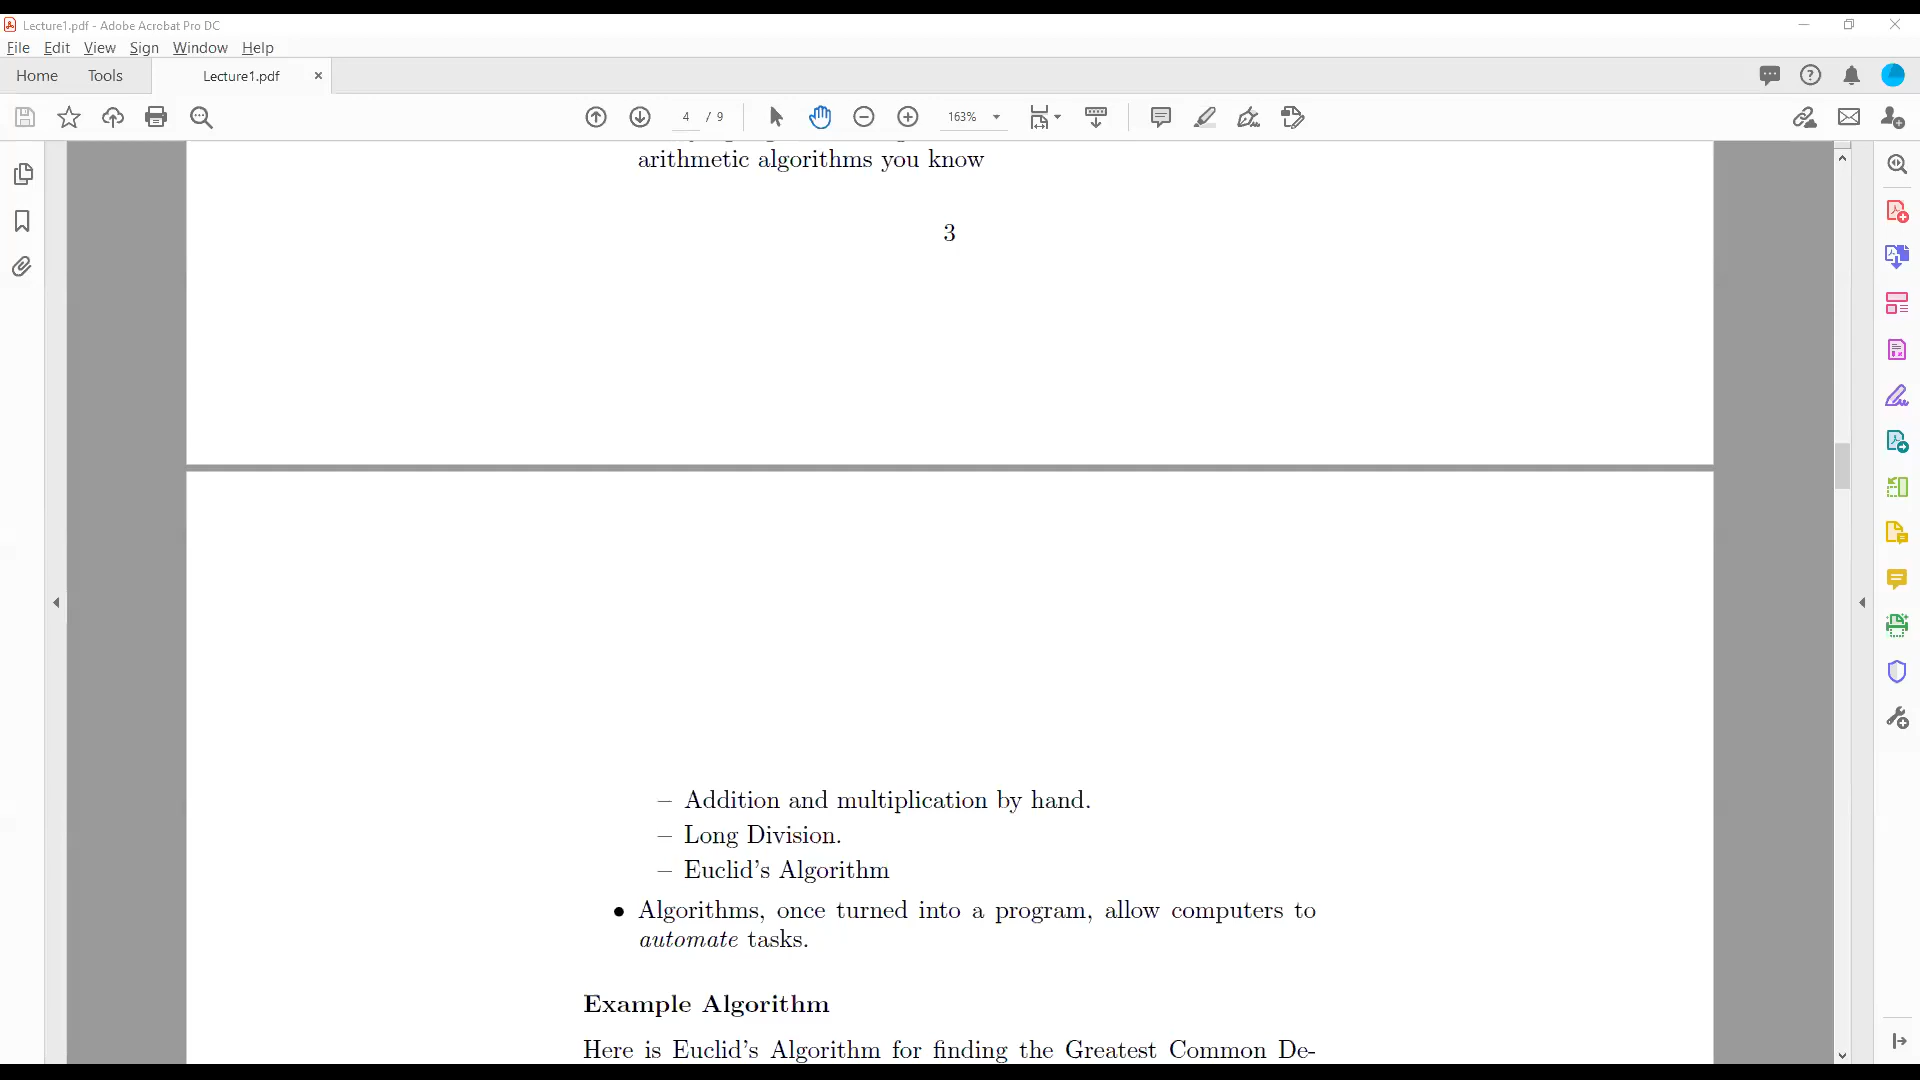 Lecture1.pdf - Adobe Acrobat Pro DC
File Edit View Sign Window Help
Home Tools Lecture1.pdf
4 / 9 163%
arithmetic algorithms you know
3
– Addition and multiplication by hand.
– Long Division.
– Euclid's Algorithm
• Algorithms, once turned into a program, allow computers to
automate tasks.
Example Algorithm
Here is Euclid's Algorithm for finding the Greatest Common De-